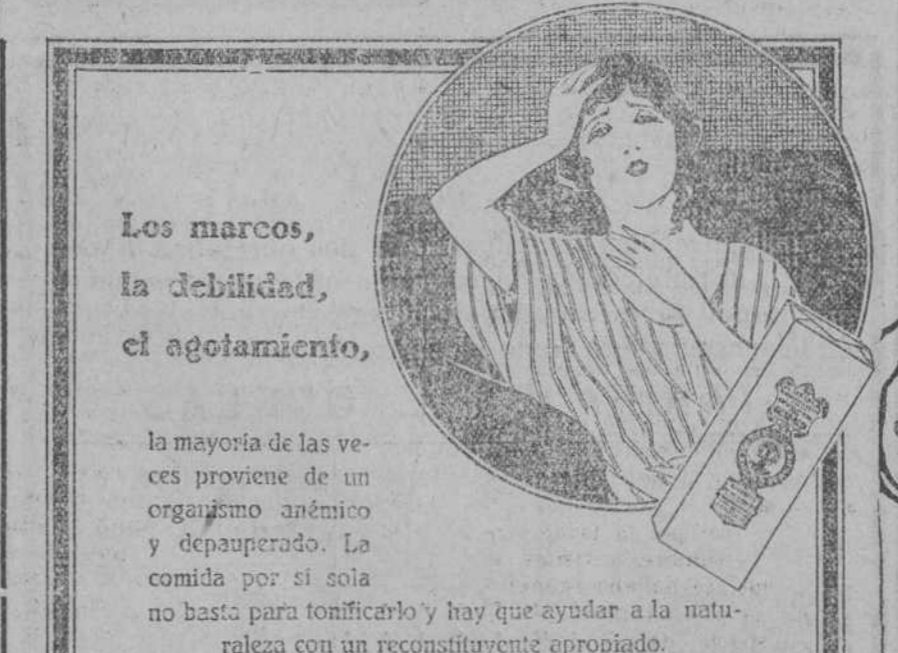 Los mareos,
la debilidad,
el agotamiento,
la mayoría de las ve-
ces proviene de un
organismo anémico
y depauperado. La
comida por sí sola
no basta para tonificarlo y hay que ayudar a la natu-
raleza con un reconstituyente apropiado.